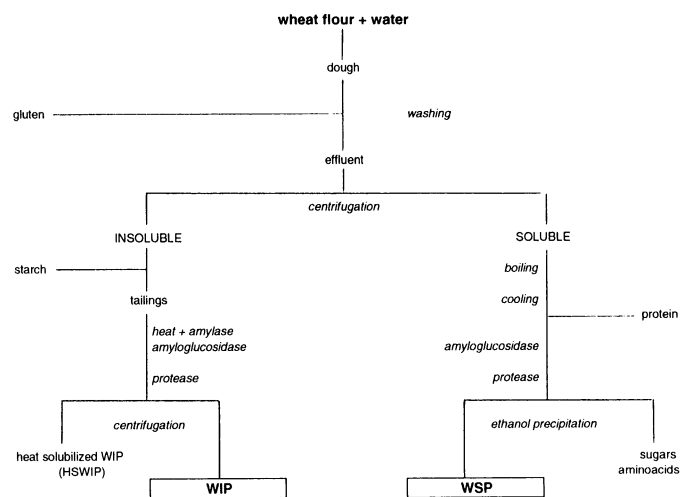 wheat flour + water
dough
gluten
washing
effluent
centrifugation
INSOLUBLE
SOLUBLE
starch
boiling
tailings
cooling
protein
heat + amylase
amyloglucosidase
amyloglucosidase
protease
protease
centrifugation
ethanol precipitation
heat solubilized WIP
(HSWIP)
sugars
aminoacids
WIP
WSP